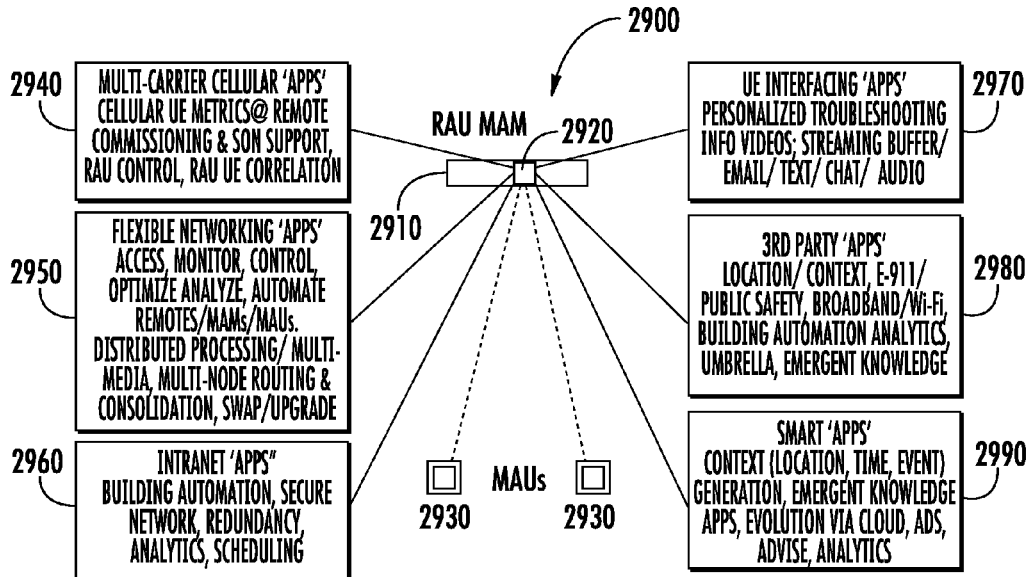 2900
2940
MULTI-CARRIER CELLULAR 'APPS'
CELLULAR UE METRICS@ REMOTE
COMMISSIONING & SON SUPPORT,
RAU CONTROL, RAU UE CORRELATION
RAU MAM
2920
2910
UE INTERFACING 'APPS'
PERSONALIZED TROUBLESHOOTING
INFO VIDEOS; STREAMING BUFFER/
EMAIL/ TEXT/ CHAT/ AUDIO
2970
2950
FLEXIBLE NETWORKING 'APPS'
ACCESS, MONITOR, CONTROL,
OPTIMIZE ANALYZE, AUTOMATE
REMOTES/MAMs/MAUs.
DISTRIBUTED PROCESSING/ MULTI-
MEDIA, MULTI-NODE ROUTING &
CONSOLIDATION, SWAP/UPGRADE
3RD PARTY 'APPS'
LOCATION/ CONTEXT, E-911/
PUBLIC SAFETY, BROADBAND/Wi-Fi,
BUILDING AUTOMATION ANALYTICS,
UMBRELLA, EMERGENT KNOWLEDGE
2980
2960
INTRANET 'APPS"
BUILDING AUTOMATION, SECURE
NETWORK, REDUNDANCY,
ANALYTICS, SCHEDULING
MAUs
2930
2930
SMART 'APPS'
CONTEXT (LOCATION, TIME, EVENT)
GENERATION, EMERGENT KNOWLEDGE
APPS, EVOLUTION VIA CLOUD, ADS,
ADVISE, ANALYTICS
2990